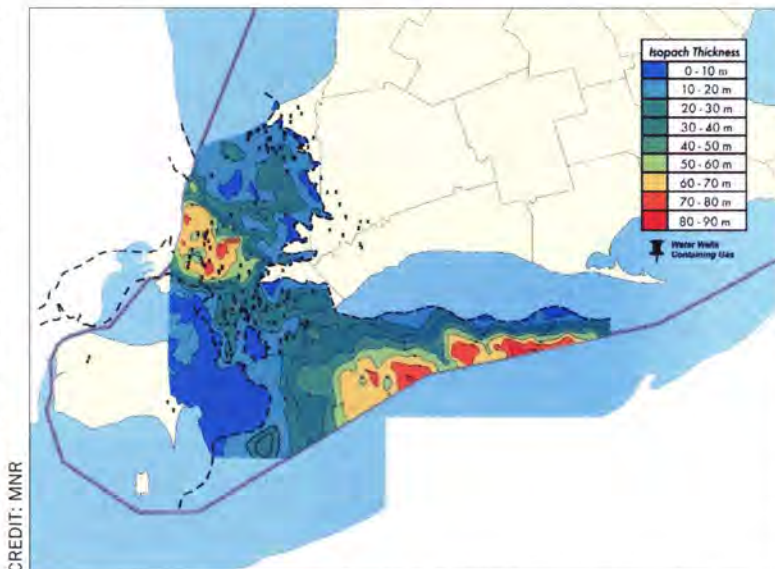 Isopach Thickness
0 - 10 m
10 - 20 m
20 - 30 m
30 - 40 m
40 - 50 m
50 - 60 m
60 - 70 m
70 - 80 m
80 - 90 m
Water Wells
Containing Gas
CREDIT: MNR